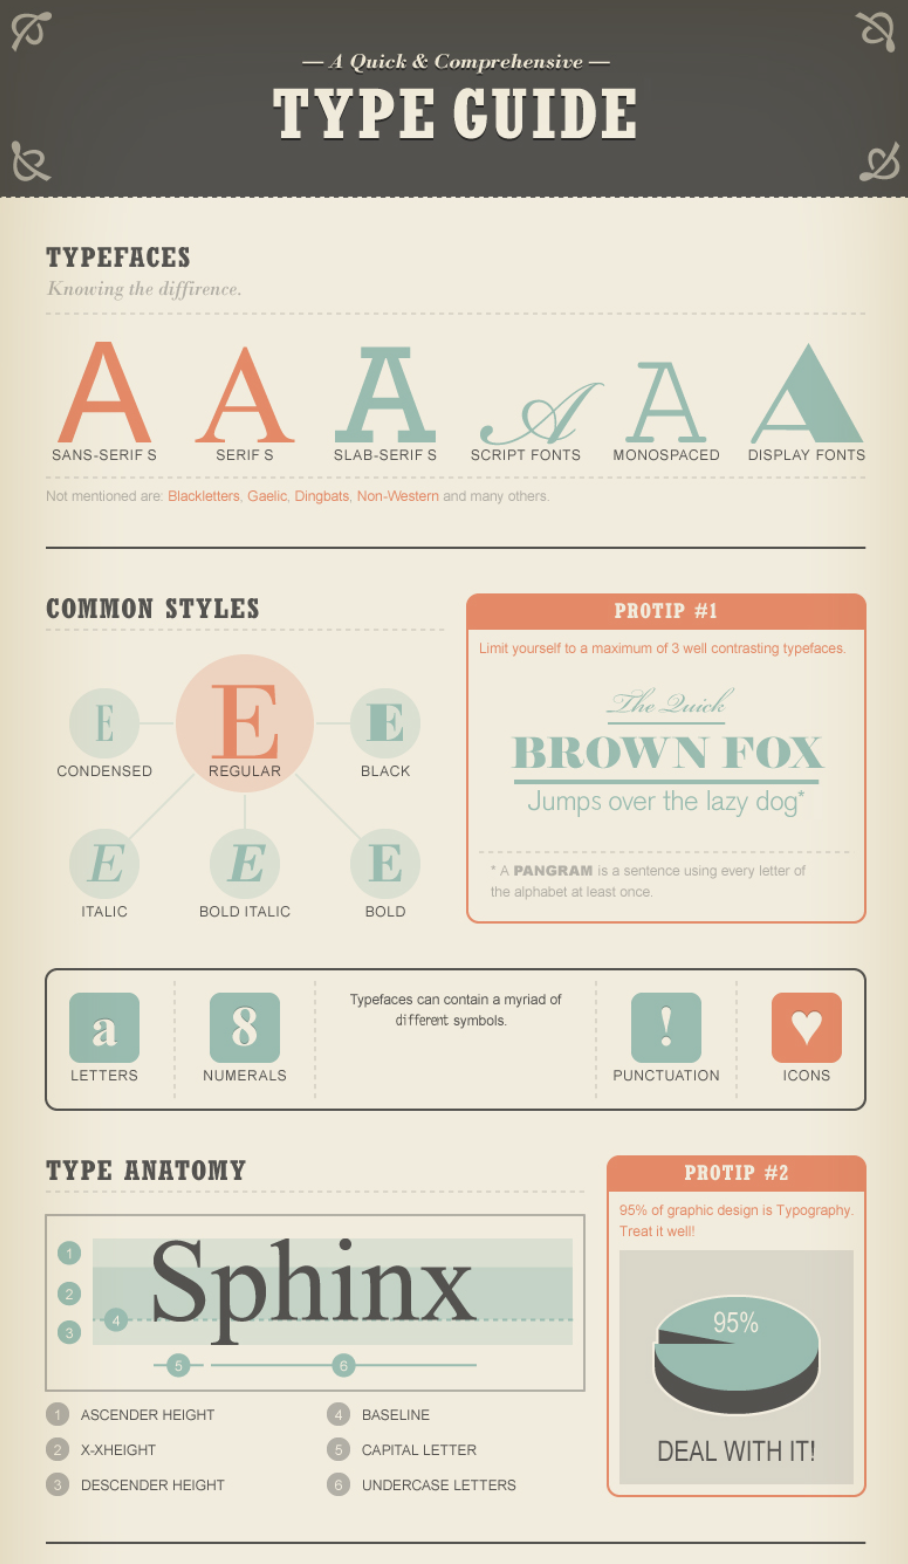 — A Quick & Comprehensive —
TYPE GUIDE
TYPEFACES
Knowing the diffirence.
A A A A A A
SANS-SERIF S SERIF S SLAB-SERIF S SCRIPT FONTS MONOSPACED DISPLAY FONTS
Not mentioned are: Blackletters, Gaelic, Dingbats, Non-Western and many others.
COMMON STYLES
E E E
CONDENSED REGULAR BLACK
E E E
ITALIC BOLD ITALIC BOLD
PROTIP #1
Limit yourself to a maximum of 3 well contrasting typefaces.
The Quick
BROWN FOX
Jumps over the lazy dog*
* A PANGRAM is a sentence using every letter of
the alphabet at least once.
a 8
LETTERS NUMERALS
Typefaces can contain a myriad of
different symbols.
! ♥
PUNCTUATION ICONS
TYPE ANATOMY
1
2
3
4
Sphinx
5 6
1 ASCENDER HEIGHT 4 BASELINE
2 X-XHEIGHT 5 CAPITAL LETTER
3 DESCENDER HEIGHT 6 UNDERCASE LETTERS
PROTIP #2
95% of graphic design is Typography.
Treat it well!
95%
DEAL WITH IT!